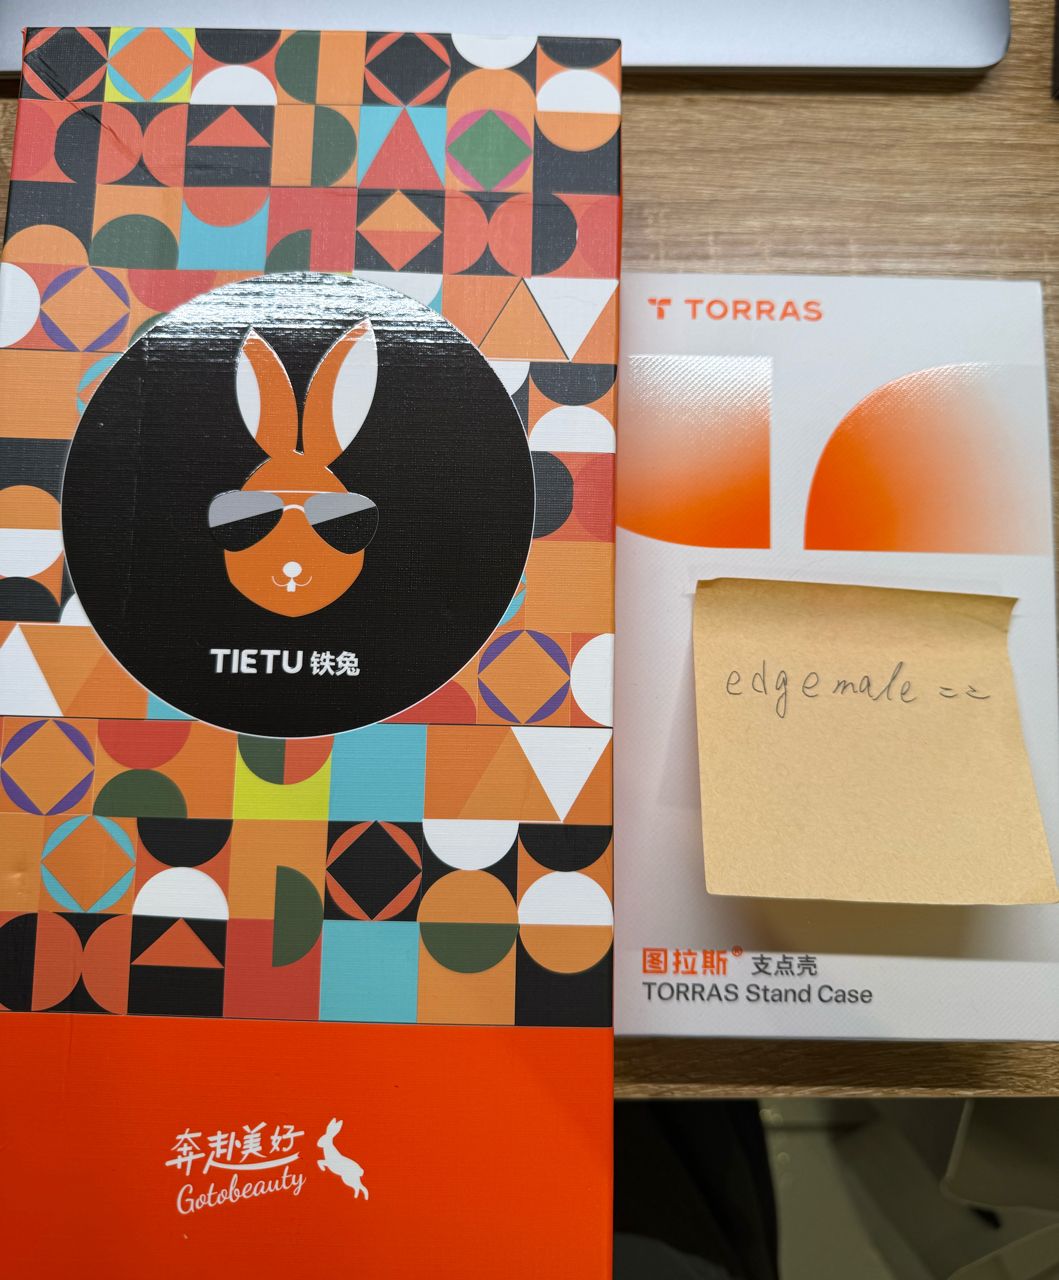 TIETU 铁兔
奔赴美好
Gotobeauty
TORRAS
edgemale ==
图拉斯® 支点壳
TORRAS Stand Case